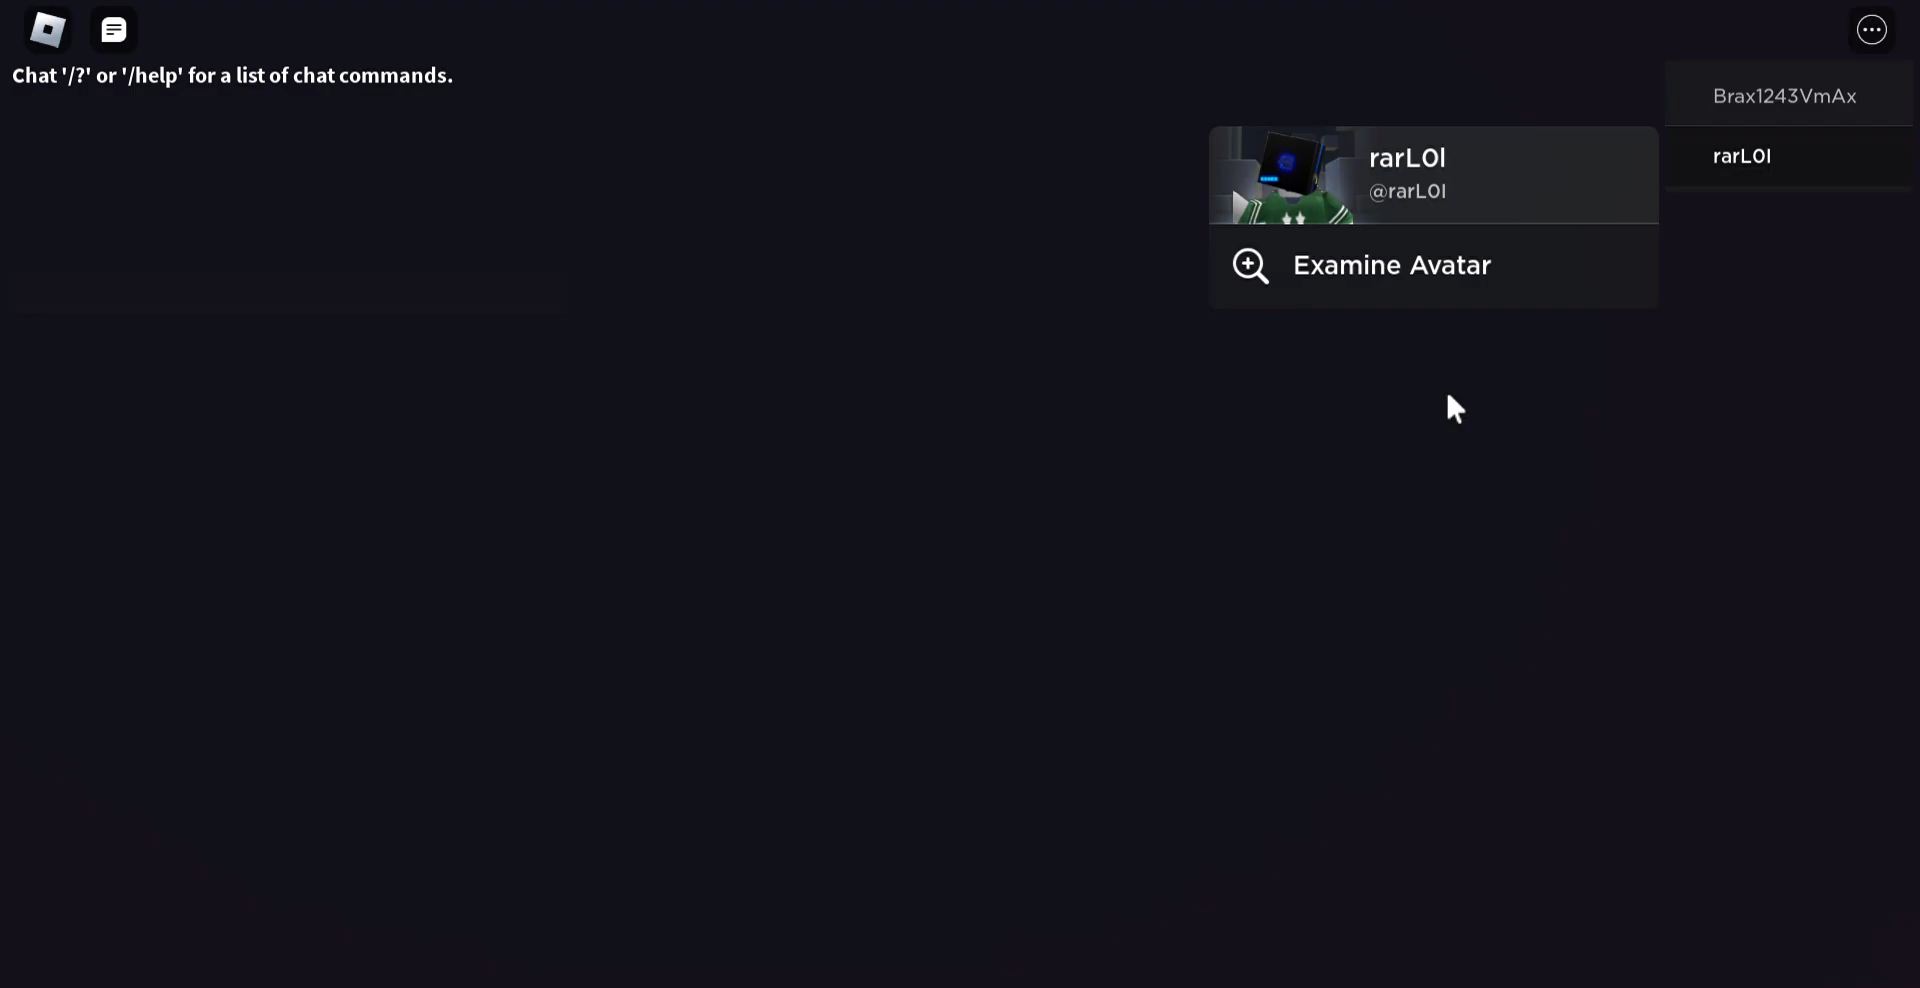 Chat '/?' or '/help' for a list of chat commands.
Brax1243VmAx
rarL0l
rarL0l
@rarL0l
Examine Avatar